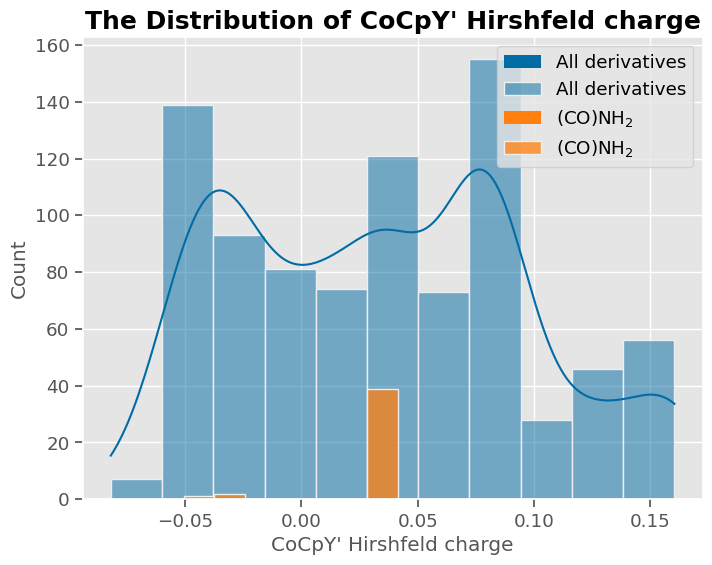 The Distribution of CoCpY' Hirshfeld charge
160
140
120
100
80
60
40
20
0
Count
All derivatives
All derivatives
(CO)NH₂
(CO)NH₂
−0.05
0.00
0.05
0.10
0.15
CoCpY' Hirshfeld charge